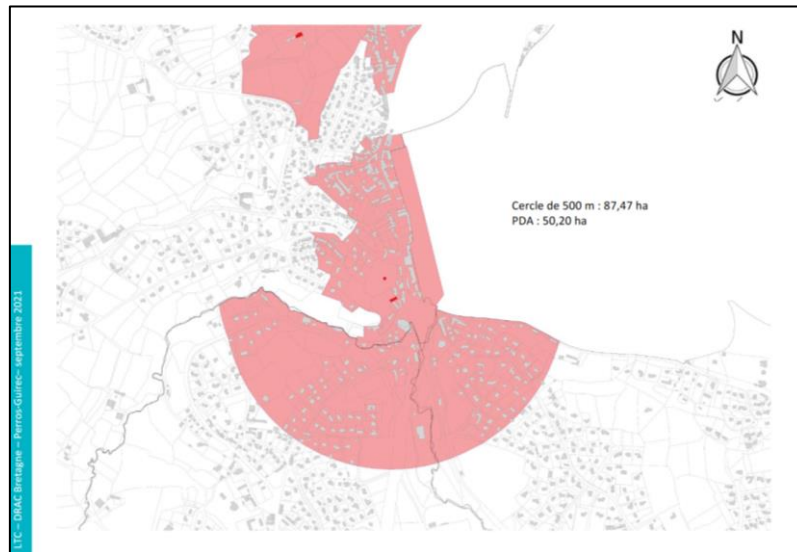 N
Cercle de 500 m : 87,47 ha
PDA : 50,20 ha
LTC – DRAC Bretagne – Perros-Guirec– septembre 2021